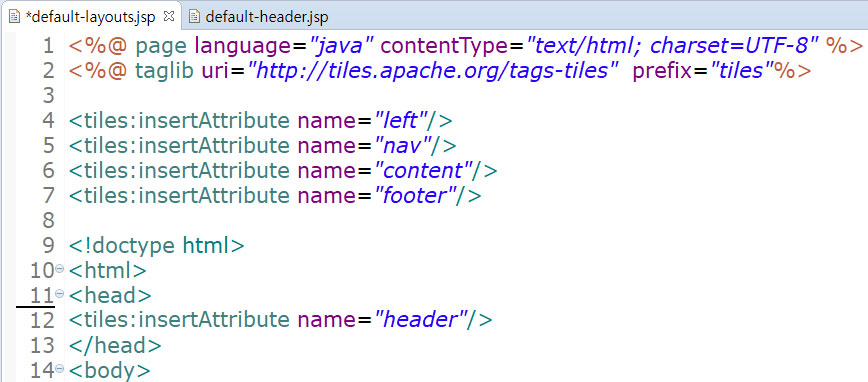 *default-layouts.jsp default-header.jsp
1 <%@ page language="java" contentType="text/html; charset=UTF-8" %>
2 <%@ taglib uri="http://tiles.apache.org/tags-tiles"  prefix="tiles"%>
3
4 <tiles:insertAttribute name="left"/>
5 <tiles:insertAttribute name="nav"/>
6 <tiles:insertAttribute name="content"/>
7 <tiles:insertAttribute name="footer"/>
8
9 <!doctype html>
10 <html>
11 <head>
12 <tiles:insertAttribute name="header"/>
13 </head>
14 <body>